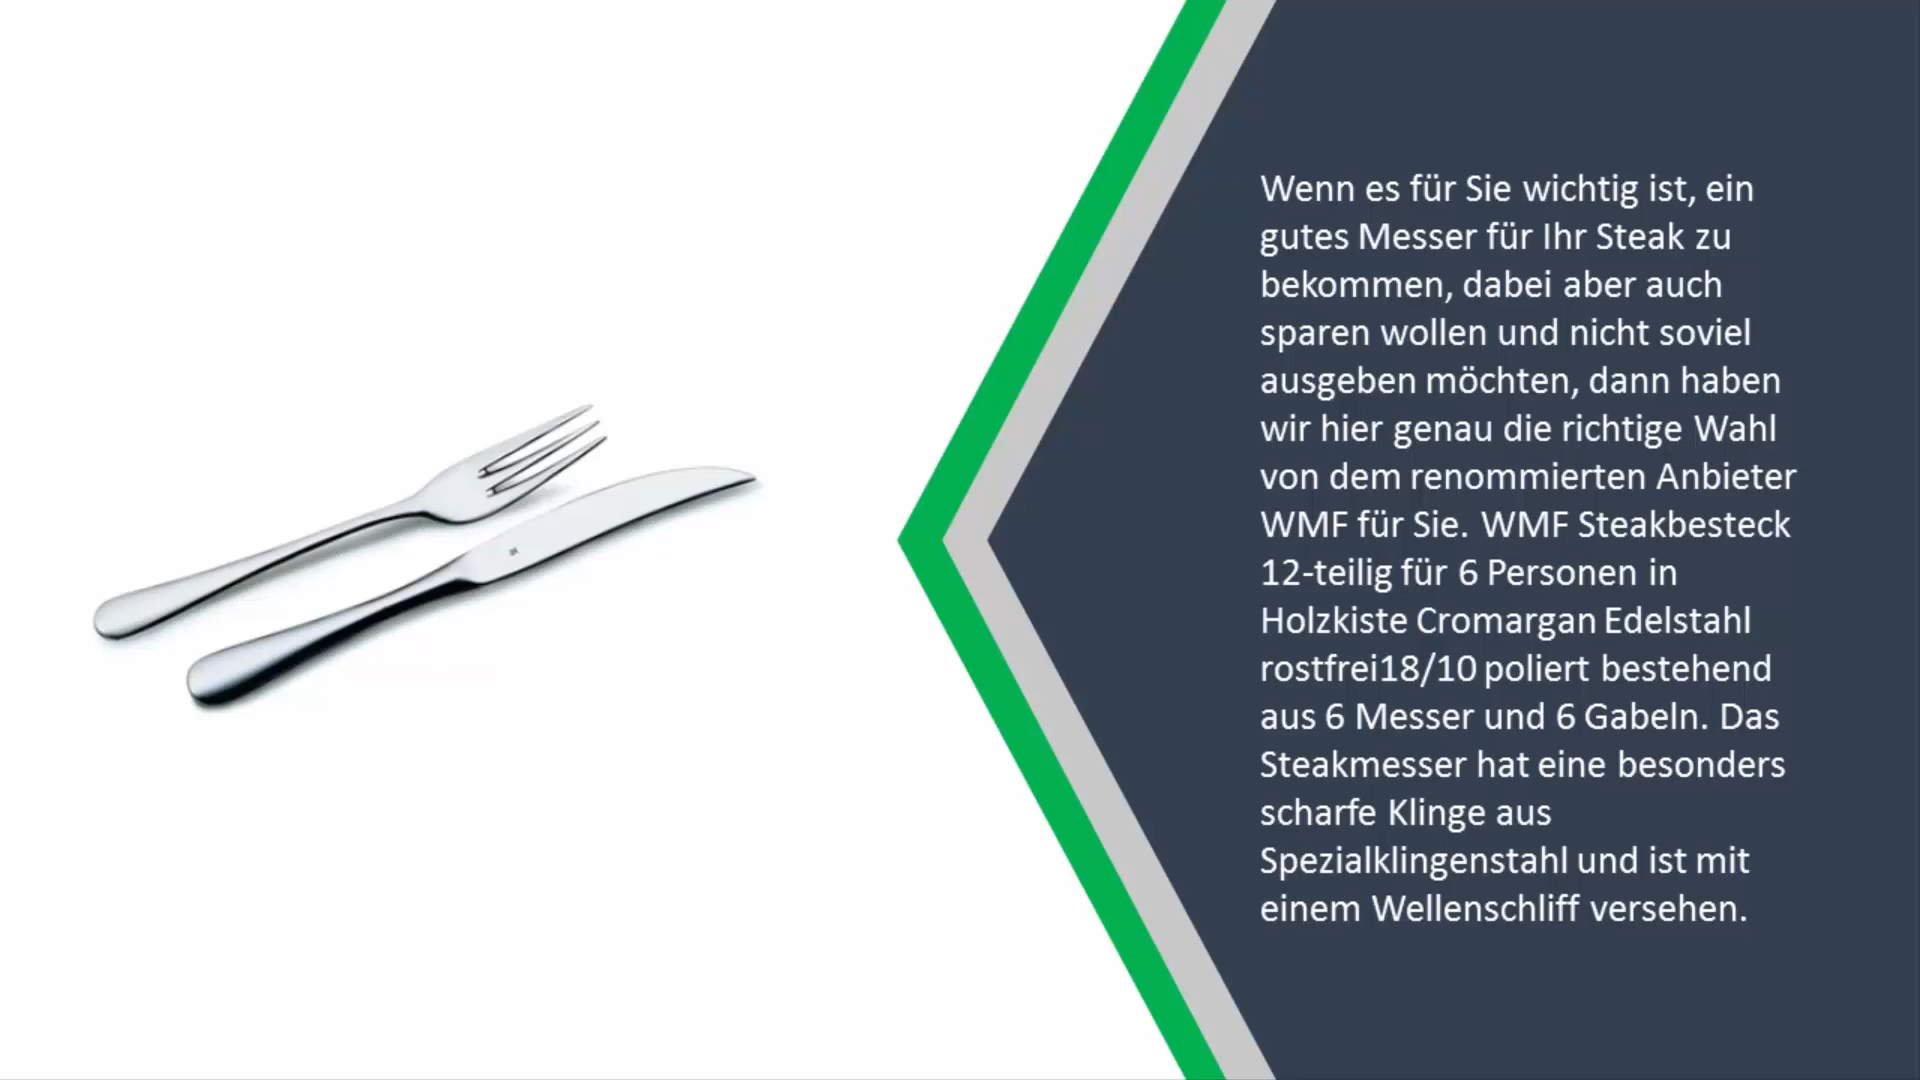 Wenn es für Sie wichtig ist, ein
gutes Messer für Ihr Steak zu
bekommen, dabei aber auch
sparen wollen und nicht soviel
ausgeben möchten, dann haben
wir hier genau die richtige Wahl
von dem renommierten Anbieter
WMF für Sie. WMF Steakbesteck
12-teilig für 6 Personen in
Holzkiste Cromargan Edelstahl
rostfrei18/10 poliert bestehend
aus 6 Messer und 6 Gabeln. Das
Steakmesser hat eine besonders
scharfe Klinge aus
Spezialklingenstahl und ist mit
einem Wellenschliff versehen.